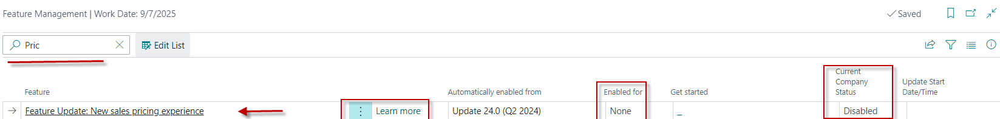 Feature Management | Work Date: 9/7/2025
Saved
Pric
Edit List
Current
Company
Status
Update Start
Date/Time
Feature
Automatically enabled from
Enabled for
Get started
Feature Update: New sales pricing experience
Learn more
Update 24.0 (Q2 2024)
None
_
Disabled